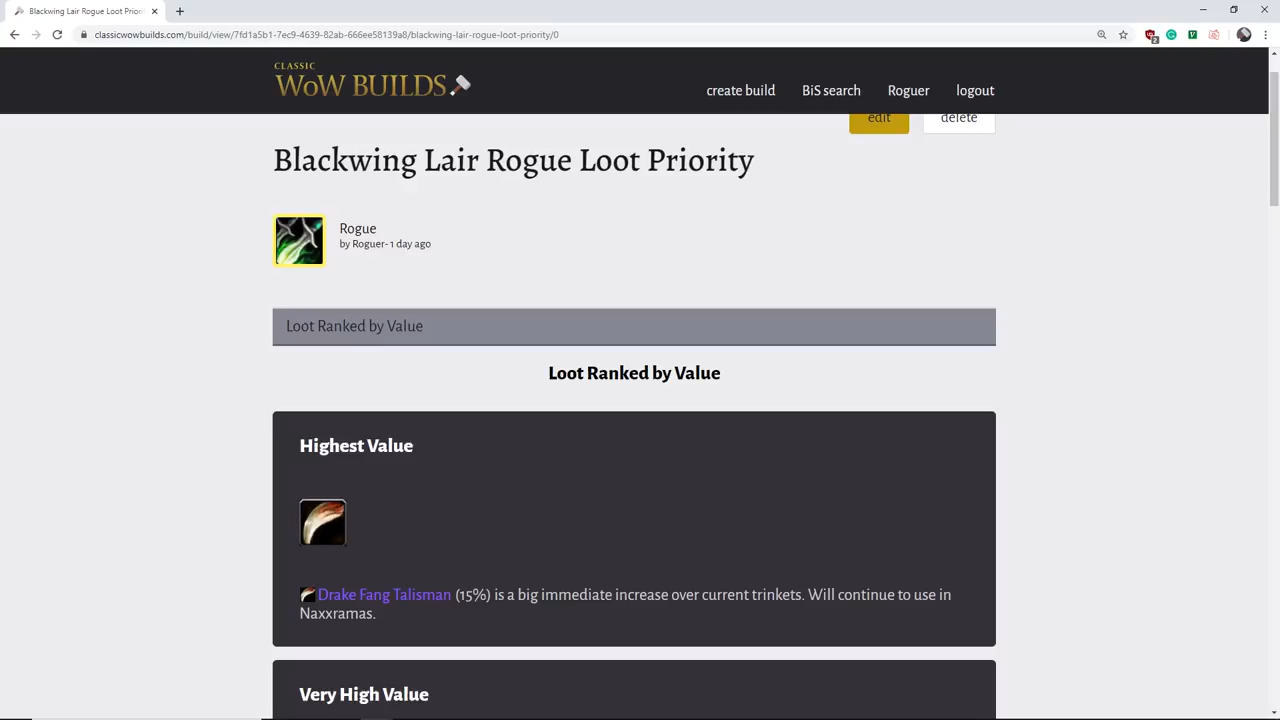 Blackwing Lair Rogue Loot Priori
classicwowbuilds.com/build/view/7fd1a5b1-7ec9-4639-82ab-666ee58139a8/blackwing-lair-rogue-loot-priority/0
2
CLASSIC
WoW BUILDS
create build BiS search Roguer logout
edit delete
Blackwing Lair Rogue Loot Priority
Rogue
by Roguer- 1 day ago
Loot Ranked by Value
Loot Ranked by Value
Highest Value
Drake Fang Talisman (15%) is a big immediate increase over current trinkets. Will continue to use in
Naxxramas.
Very High Value